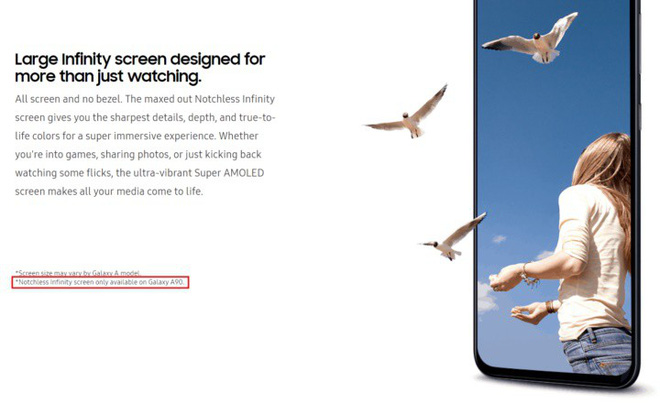 Large Infinity screen designed for
more than just watching.
All screen and no bezel. The maxed out Notchless Infinity
screen gives you the sharpest details, depth, and true-to-
life colors for a super immersive experience. Whether
you're into games, sharing photos, or just kicking back
watching some flicks, the ultra-vibrant Super AMOLED
screen makes all your media come to life.
*Screen size may vary by Galaxy A model.
*Notchless Infinity screen only available on Galaxy A90.